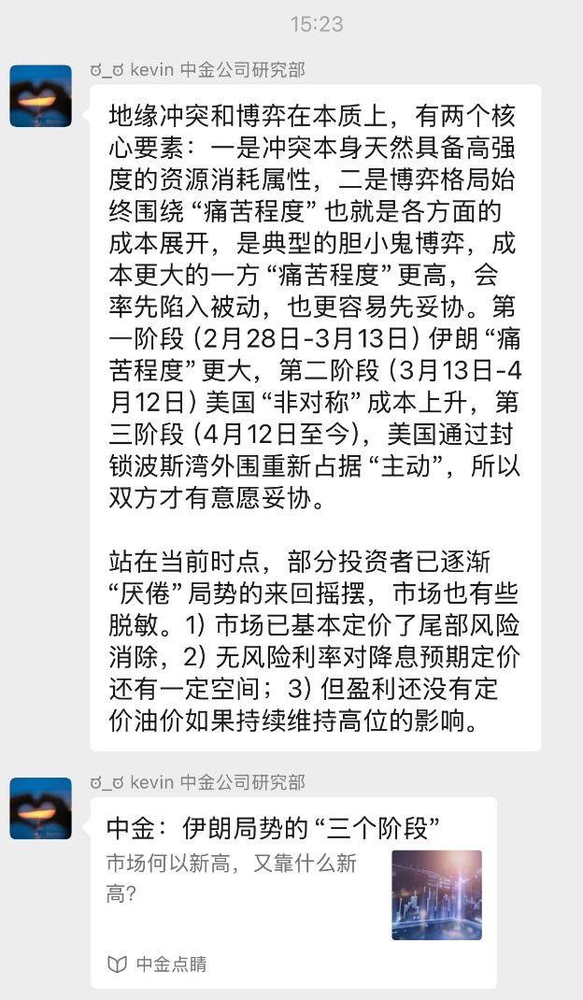 15:23
ಠ_ಠ kevin 中金公司研究部
地缘冲突和博弈在本质上，有两个核
心要素：一是冲突本身天然具备高强
度的资源消耗属性，二是博弈格局始
终围绕“痛苦程度”也就是各方面的
成本展开，是典型的胆小鬼博弈，成
本更大的一方“痛苦程度”更高，会
率先陷入被动，也更容易先妥协。第
一阶段（2月28日-3月13日）伊朗“痛
苦程度”更大，第二阶段（3月13日-4
月12日）美国“非对称”成本上升，第
三阶段（4月12日至今），美国通过封
锁波斯湾外围重新占据“主动”，所以
双方才有意愿妥协。
站在当前时点，部分投资者已逐渐
“厌倦”局势的来回摇摆，市场也有些
脱敏。1）市场已基本定价了尾部风险
消除，2）无风险利率对降息预期定价
还有一定空间；3）但盈利还没有定
价油价如果持续维持高位的影响。
ಠ_ಠ kevin 中金公司研究部
中金：伊朗局势的“三个阶段”
市场何以新高，又靠什么新
高？
中金点睛